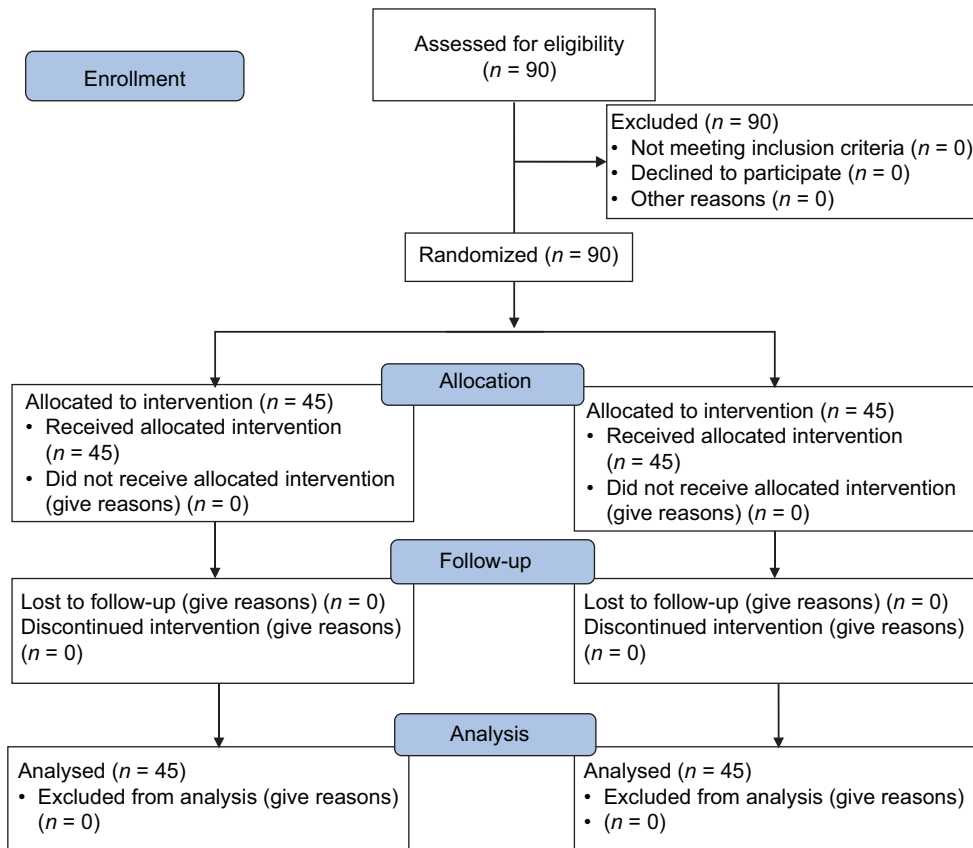 Assessed for eligibility
(n = 90)
Enrollment
Excluded (n = 90)
• Not meeting inclusion criteria (n = 0)
• Declined to participate (n = 0)
• Other reasons (n = 0)
Randomized (n = 90)
Allocation
Allocated to intervention (n = 45)
• Received allocated intervention
(n = 45)
• Did not receive allocated intervention
(give reasons) (n = 0)
Allocated to intervention (n = 45)
• Received allocated intervention
(n = 45)
• Did not receive allocated intervention
(give reasons) (n = 0)
Follow-up
Lost to follow-up (give reasons) (n = 0)
Discontinued intervention (give reasons)
(n = 0)
Lost to follow-up (give reasons) (n = 0)
Discontinued intervention (give reasons)
(n = 0)
Analysis
Analysed (n = 45)
• Excluded from analysis (give reasons)
(n = 0)
Analysed (n = 45)
• Excluded from analysis (give reasons)
• (n = 0)